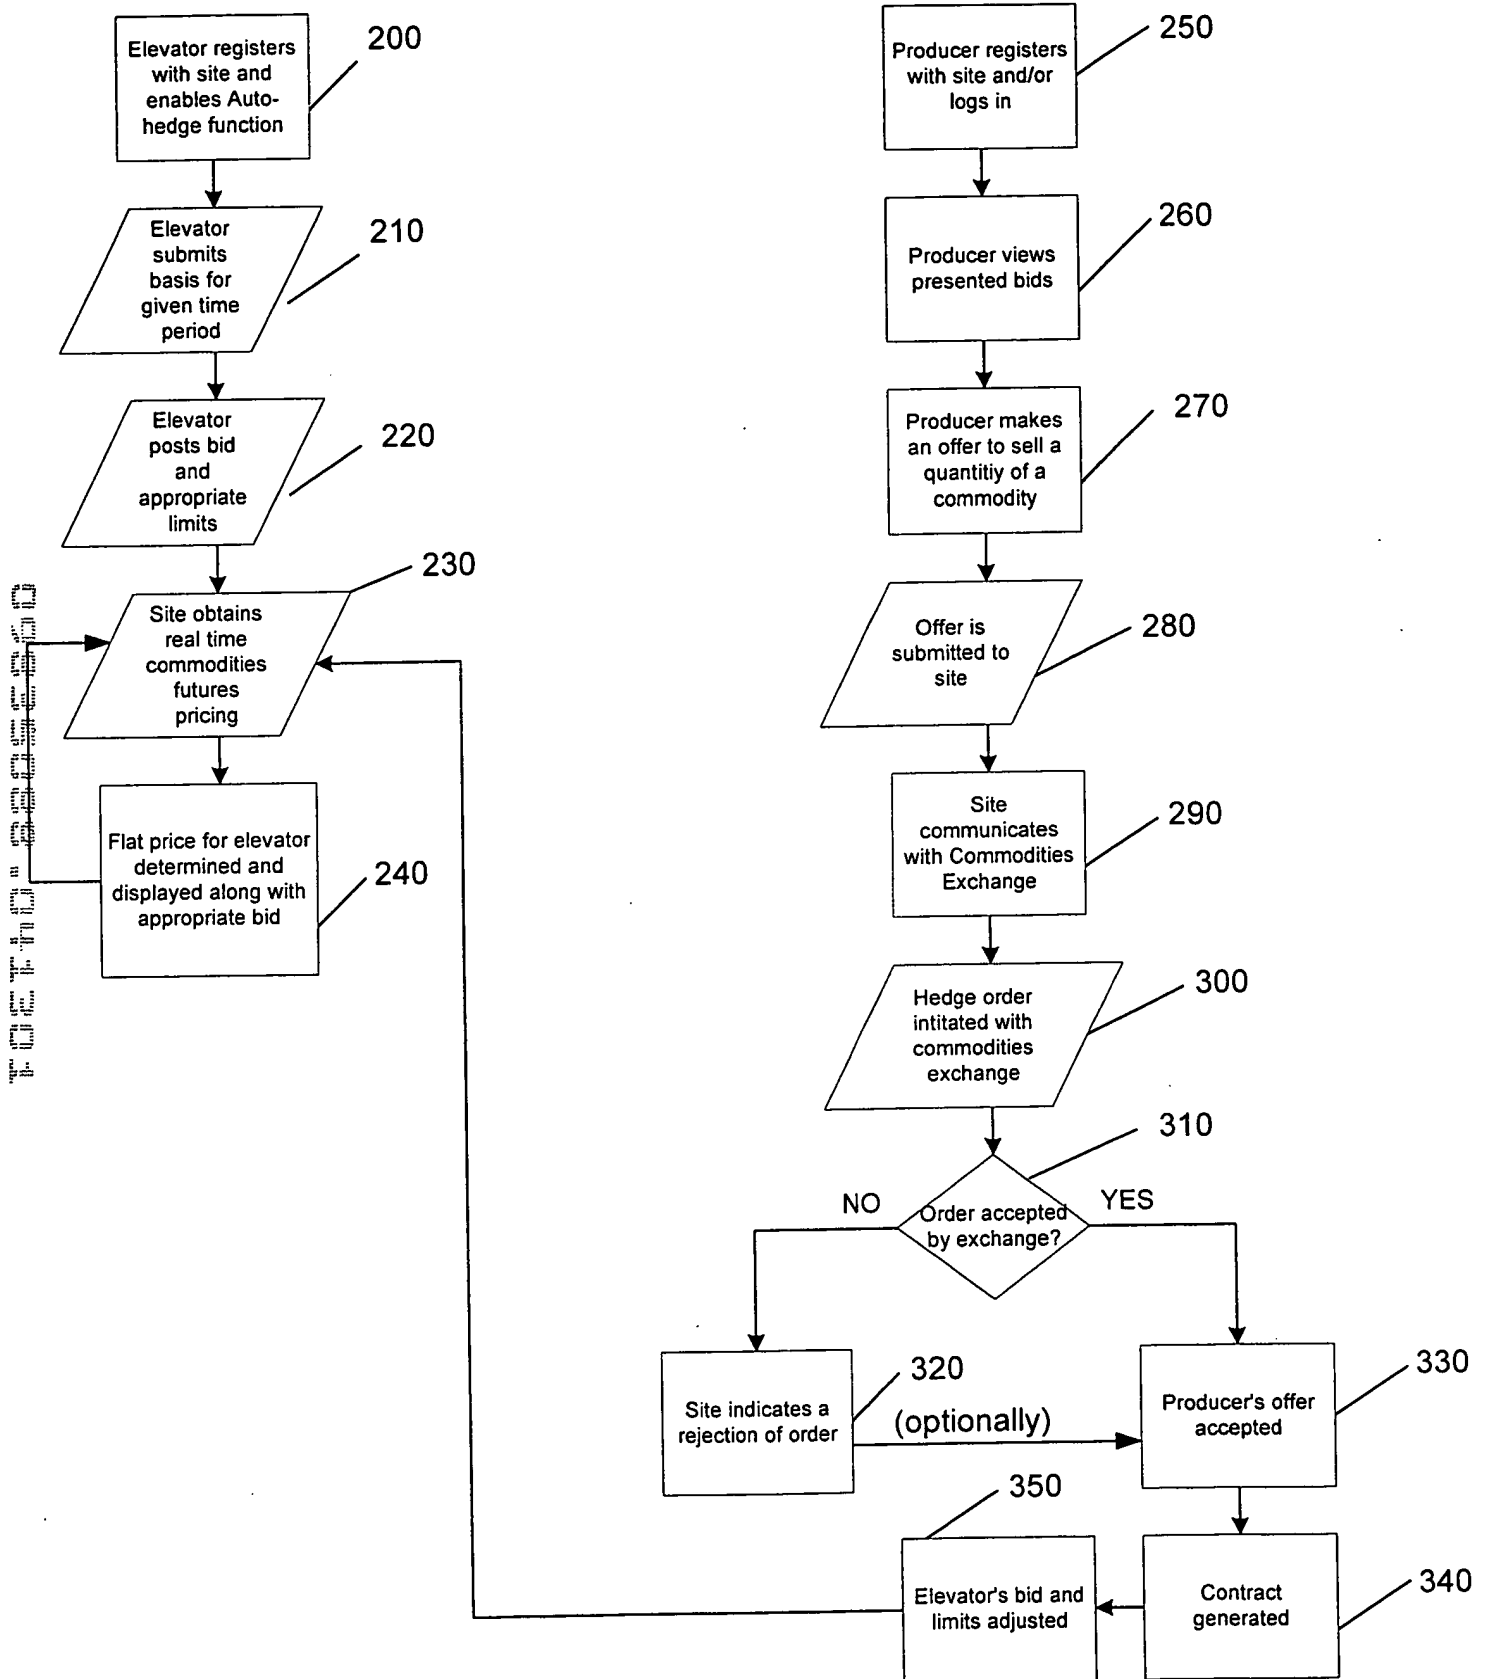 Elevator registers
with site and
enables Auto-
hedge function
200
Elevator
submits
basis for
given time
period
210
Elevator
posts bid
and
appropriate
limits
220
Site obtains
real time
commodities
futures
pricing
230
Flat price for elevator
determined and
displayed along with
appropriate bid
240
Producer registers
with site and/or
logs in
250
Producer views
presented bids
260
Producer makes
an offer to sell a
quantitiy of a
commodity
270
Offer is
submitted to
site
280
Site
communicates
with Commodities
Exchange
290
Hedge order
intitated with
commodities
exchange
300
310
NO
Order accepted
by exchange?
YES
Site indicates a
rejection of order
320
(optionally)
Producer's offer
accepted
330
350
Elevator's bid and
limits adjusted
Contract
generated
340